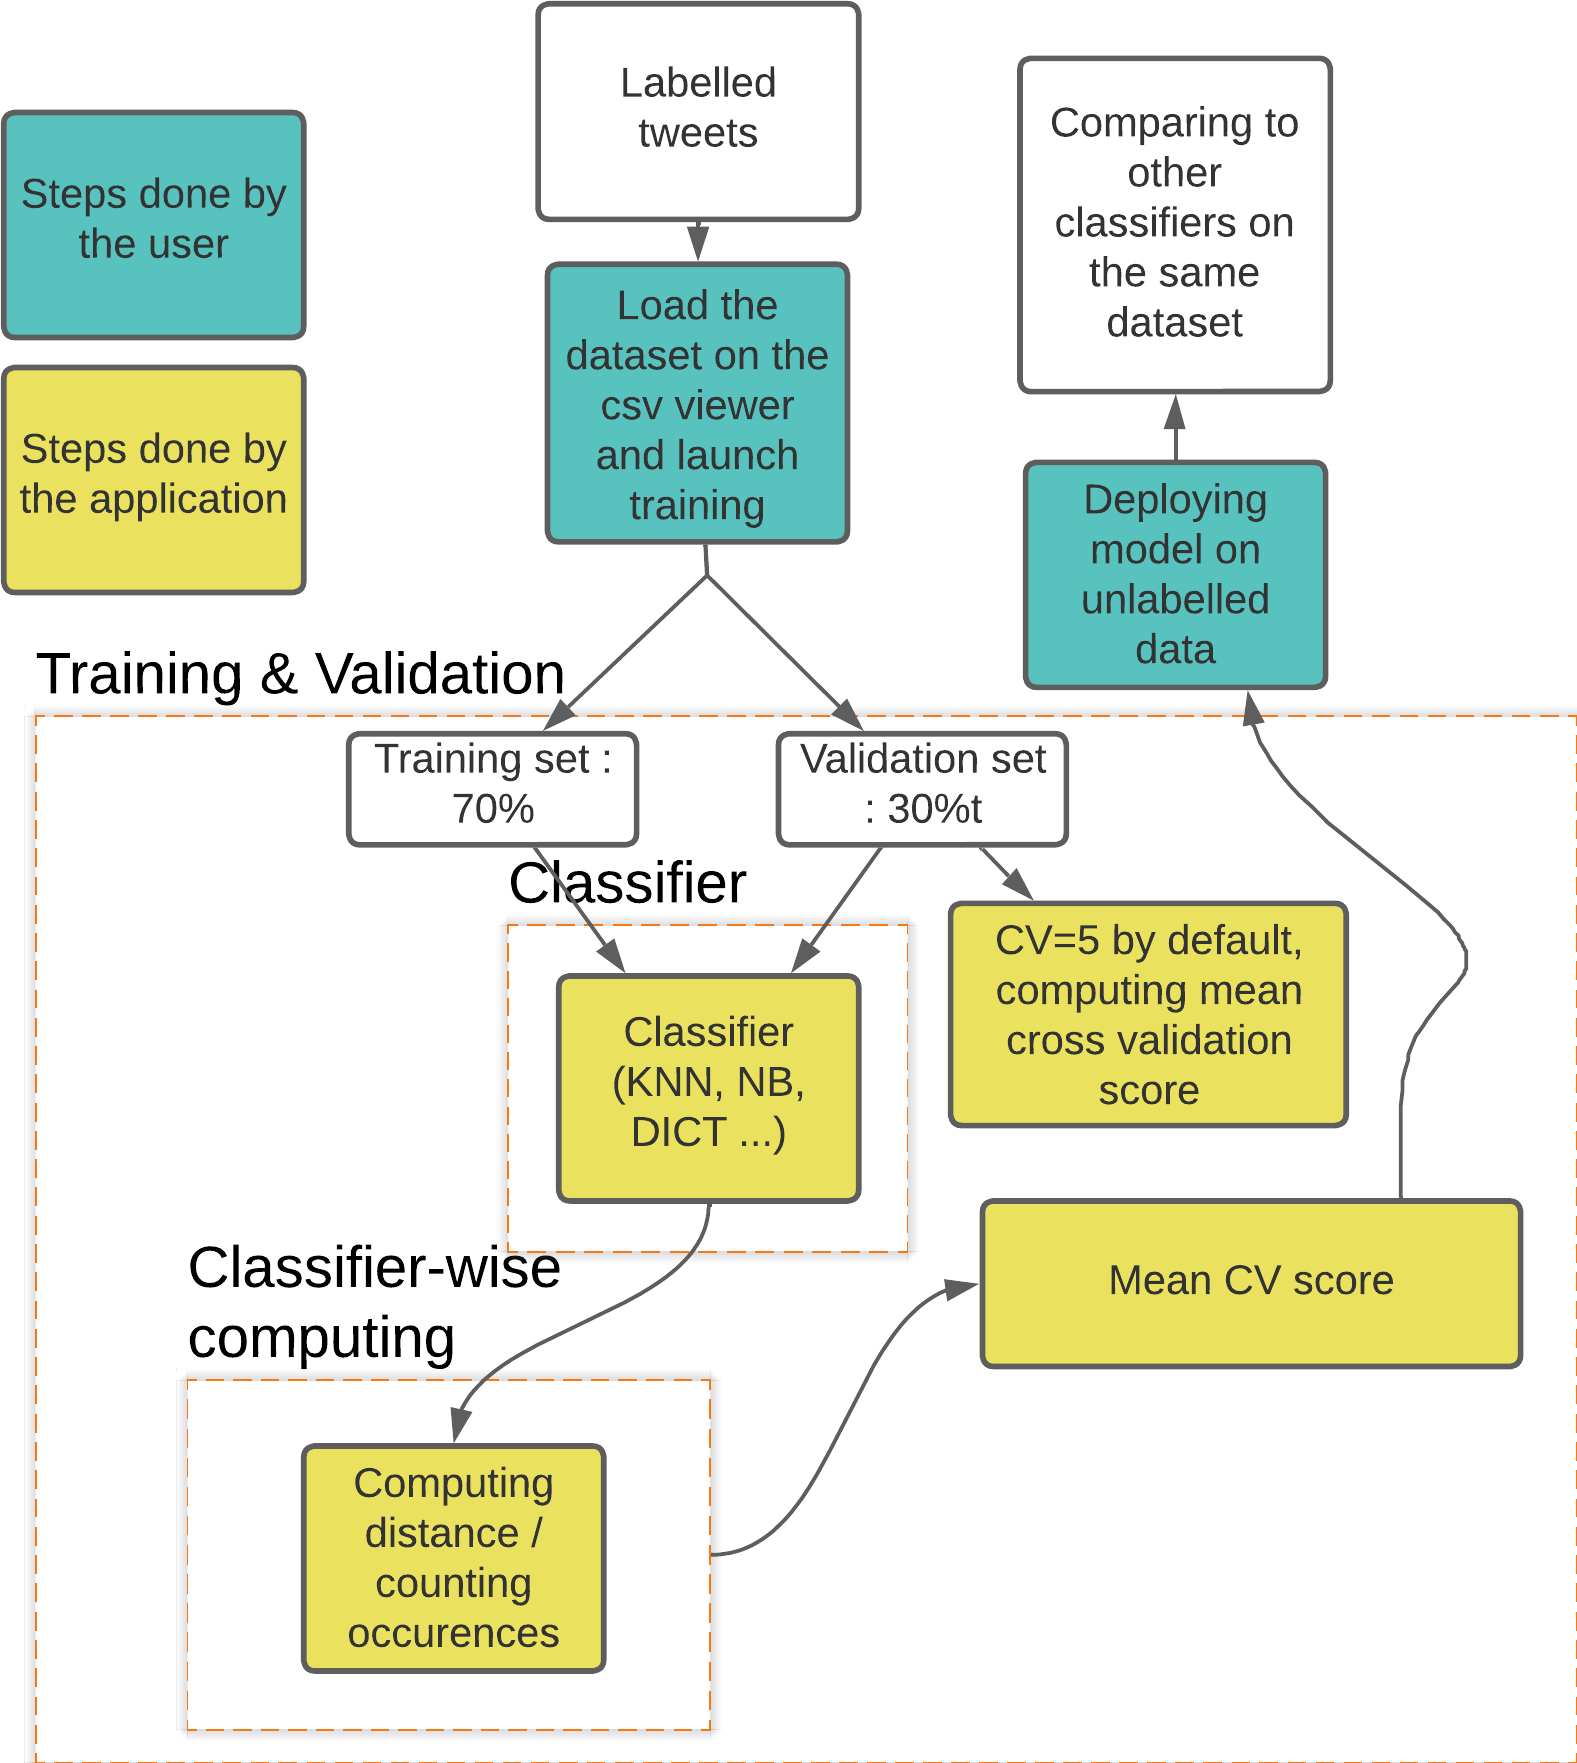 Labelled
tweets
Comparing to
other
classifiers on
the same
dataset
Steps done by
the user
Load the
dataset on the
csv viewer
and launch
training
Steps done by
the application
Deploying
model on
unlabelled
data
Training & Validation
Training set :
70%
Validation set
: 30%t
Classifier
CV=5 by default,
computing mean
cross validation
score
Classifier
(KNN, NB,
DICT ...)
Classifier-wise
computing
Mean CV score
Computing
distance /
counting
occurences